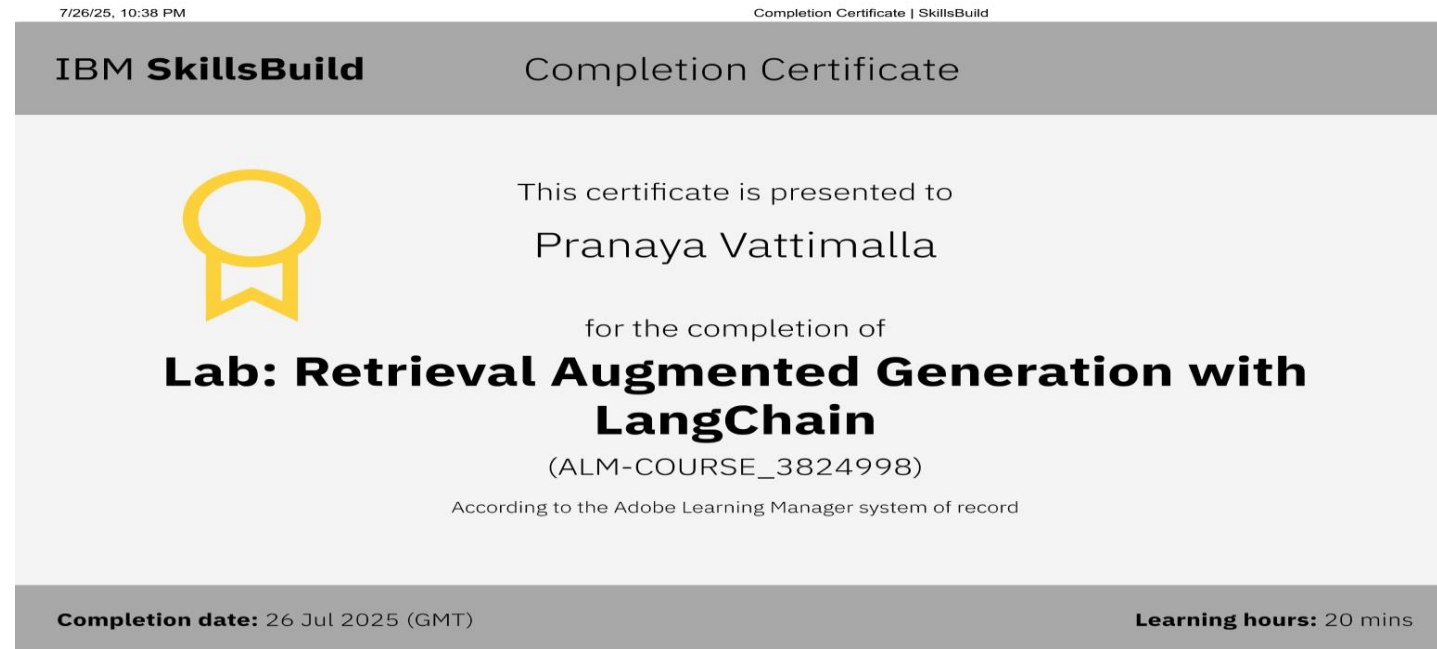 7/26/25, 10:38 PM Completion Certificate | SkillsBuild
IBM SkillsBuild Completion Certificate
This certificate is presented to
Pranaya Vattimalla
for the completion of
Lab: Retrieval Augmented Generation with
LangChain
(ALM-COURSE_3824998)
According to the Adobe Learning Manager system of record
Completion date: 26 Jul 2025 (GMT) Learning hours: 20 mins